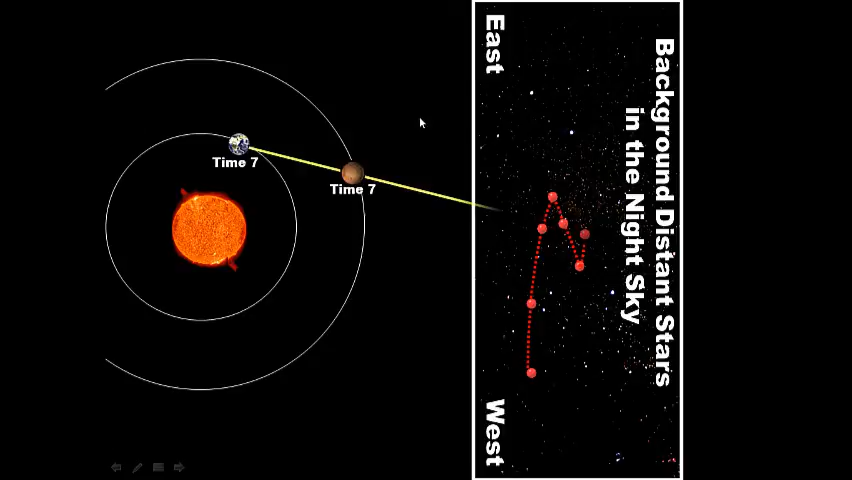 Time 7
Time 7
East
West
Background Distant Stars
in the Night Sky